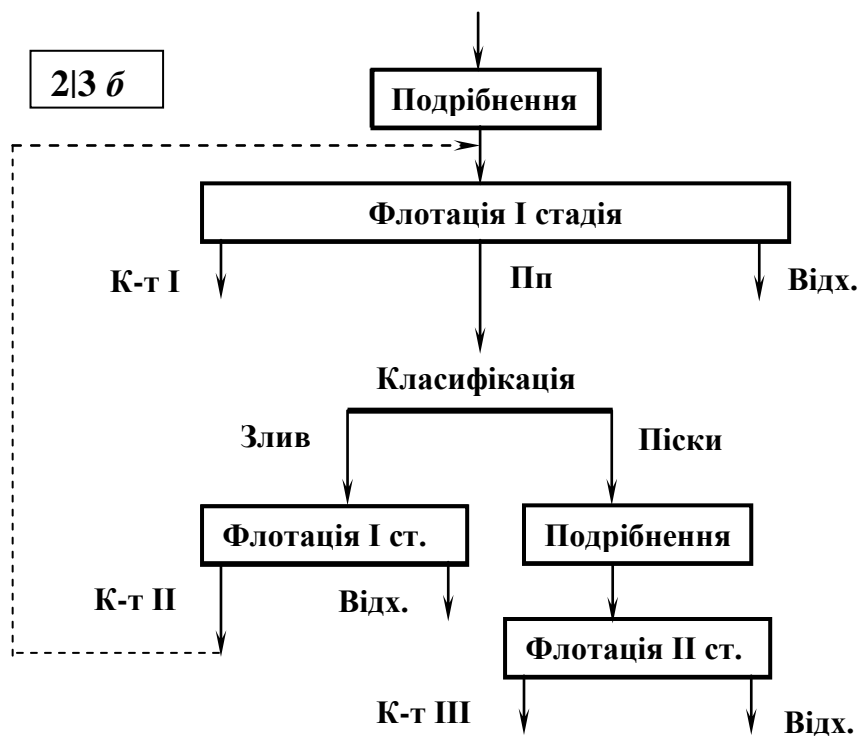 2|3 б
Подрібнення
Флотація І стадія
К-т І
Пп
Відх.
Класифікація
Злив
Піски
Флотація І ст.
Подрібнення
К-т ІІ
Відх.
Флотація ІІ ст.
К-т ІІІ
Відх.